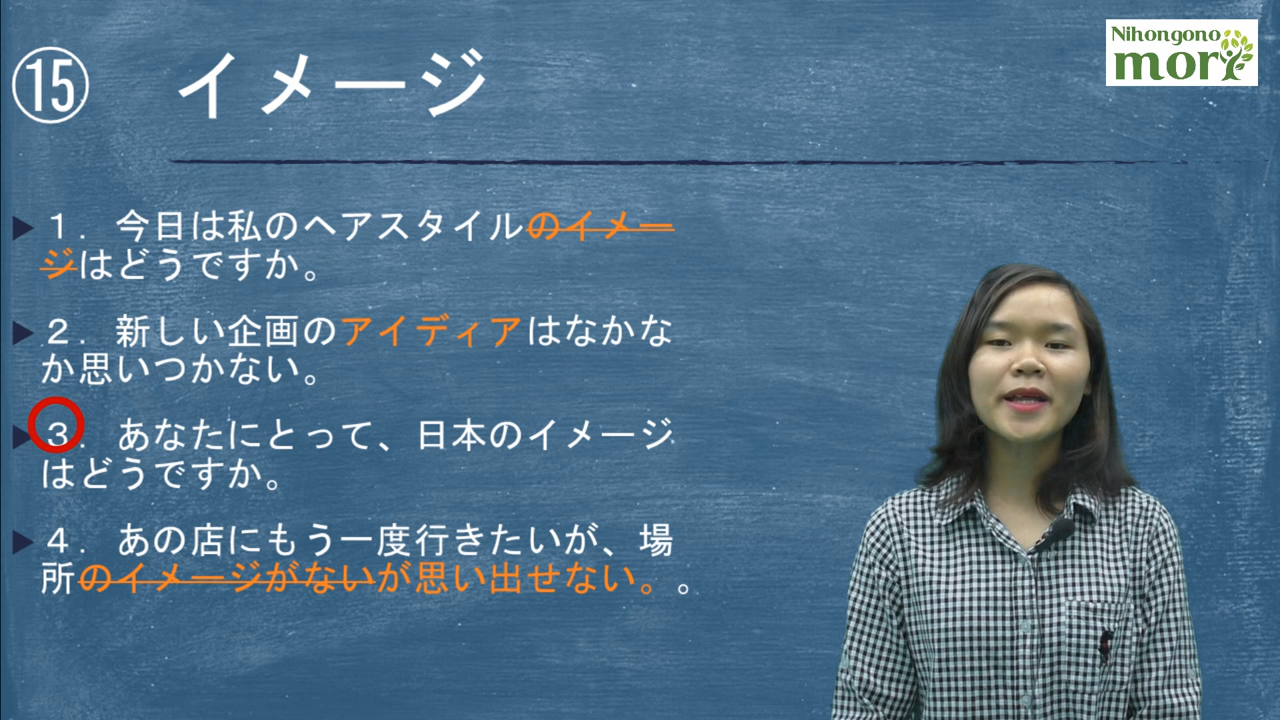 Nihongono
mori
⑮ イメージ
１．今日は私のヘアスタイルのイメー
ジはどうですか。
２．新しい企画のアイディアはなかな
か思いつかない。
３．あなたにとって、日本のイメージ
はどうですか。
４．あの店にもう一度行きたいが、場
所のイメージがないが思い出せない。。